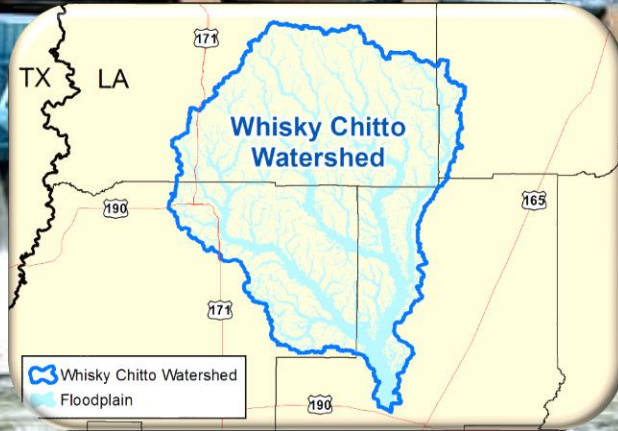 171
TX
LA
Whisky Chitto
Watershed
190
165
171
Whisky Chitto Watershed
Floodplain
190